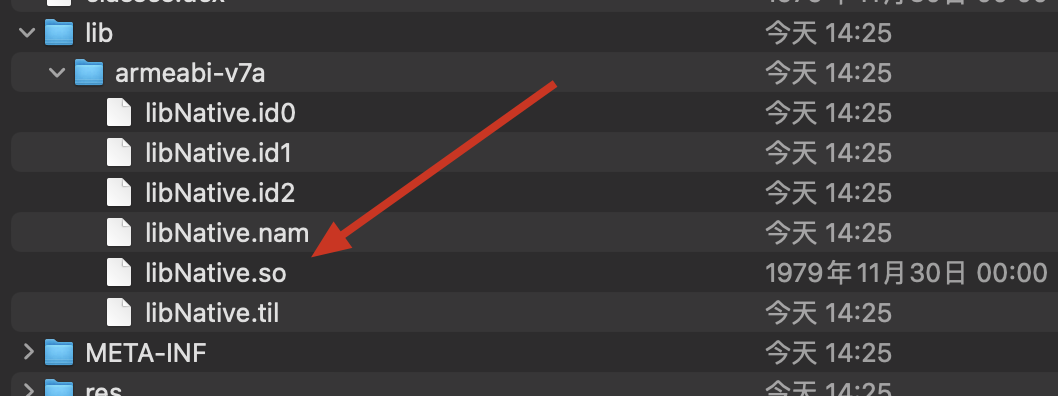 lib 今天 14:25
armeabi-v7a 今天 14:25
libNative.id0 今天 14:25
libNative.id1 今天 14:25
libNative.id2 今天 14:25
libNative.nam 今天 14:25
libNative.so 1979年11月30日 00:00
libNative.til 今天 14:25
META-INF 今天 14:25
res 今天 14:25